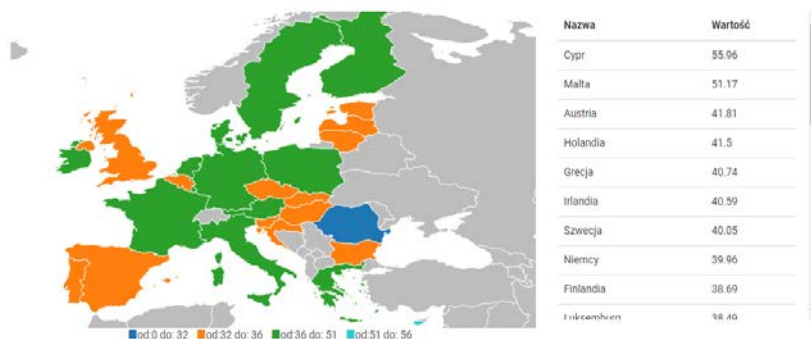 Nazwa Wartość
Cypr 55.96
Malta 51.17
Austria 41.81
Holandia 41.5
Grecja 40.74
Irlandia 40.59
Szwecja 40.05
Niemcy 39.96
Finlandia 38.69
Luksemburg 38.49
od:0 do: 32 od:32 do: 36 od:36 do: 51 od:51 do: 56